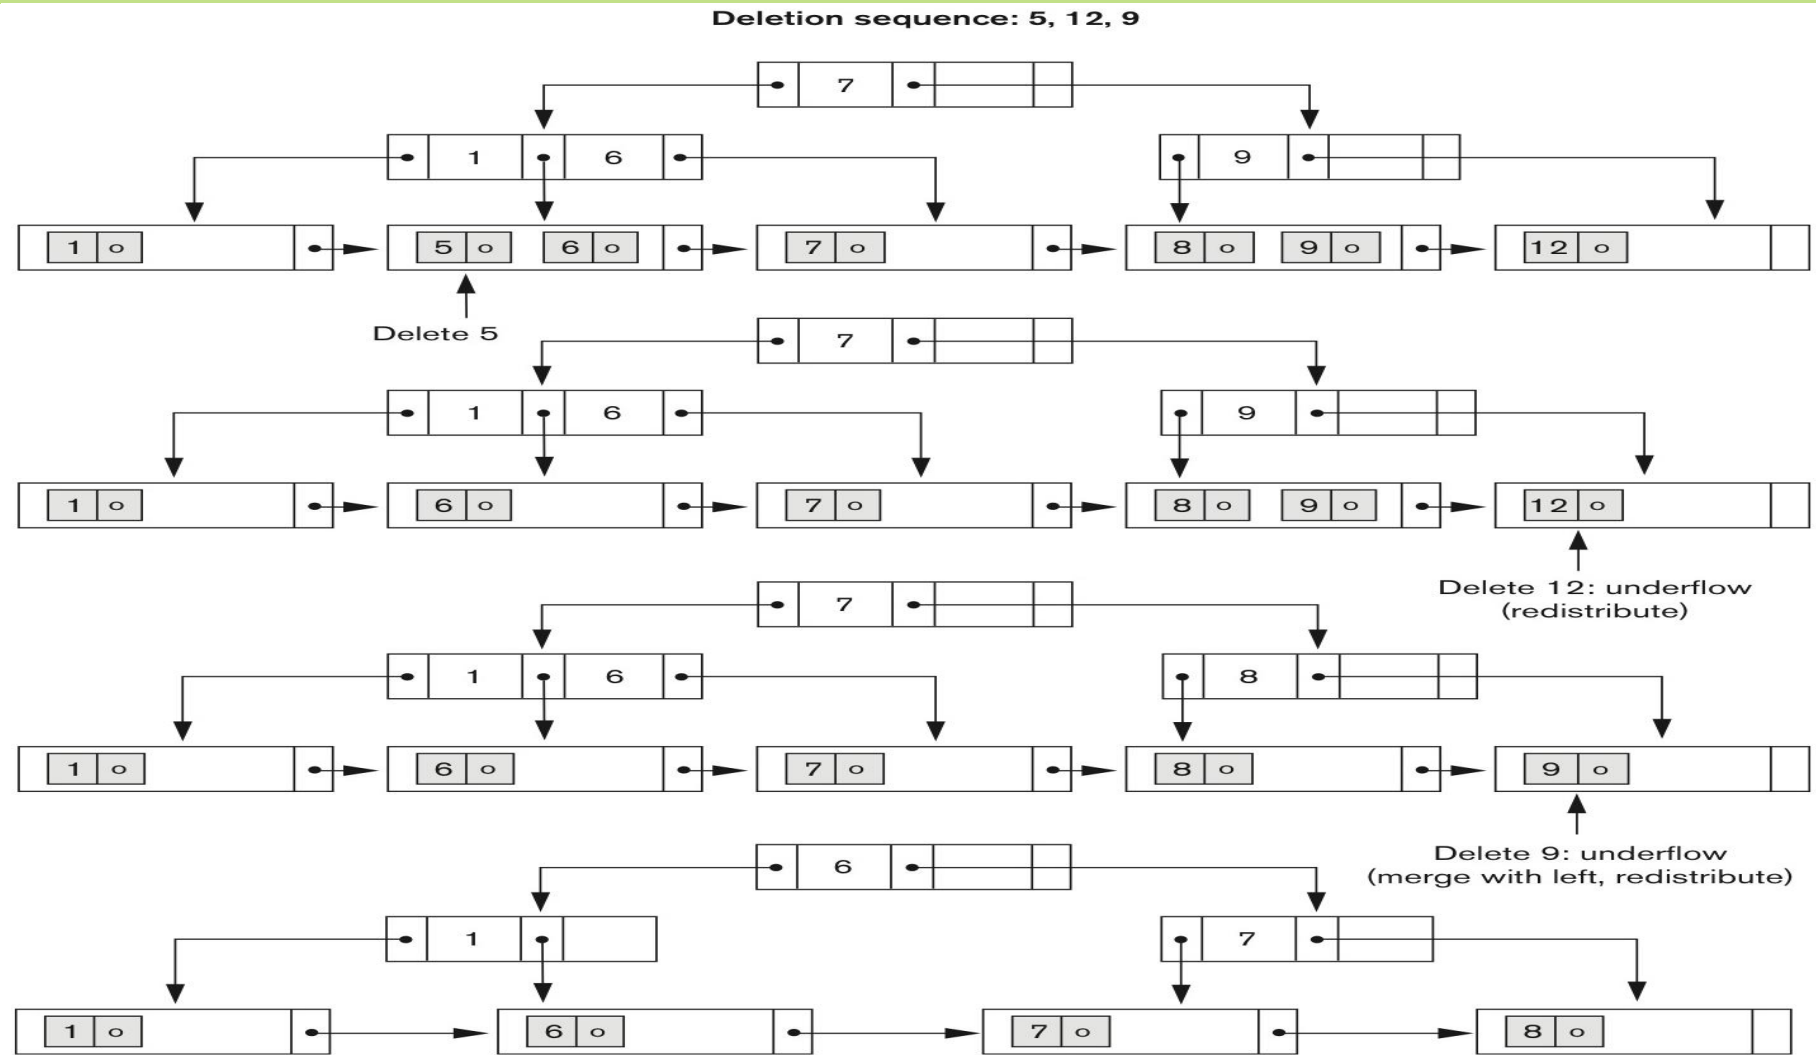 Deletion sequence: 5, 12, 9
7
1 6 9
1 o 5 o 6 o 7 o 8 o 9 o 12 o
Delete 5
7
1 6 9
1 o 6 o 7 o 8 o 9 o 12 o
Delete 12: underflow
(redistribute)
7
1 6 8
1 o 6 o 7 o 8 o 9 o
Delete 9: underflow
(merge with left, redistribute)
6
1 7
1 o 6 o 7 o 8 o